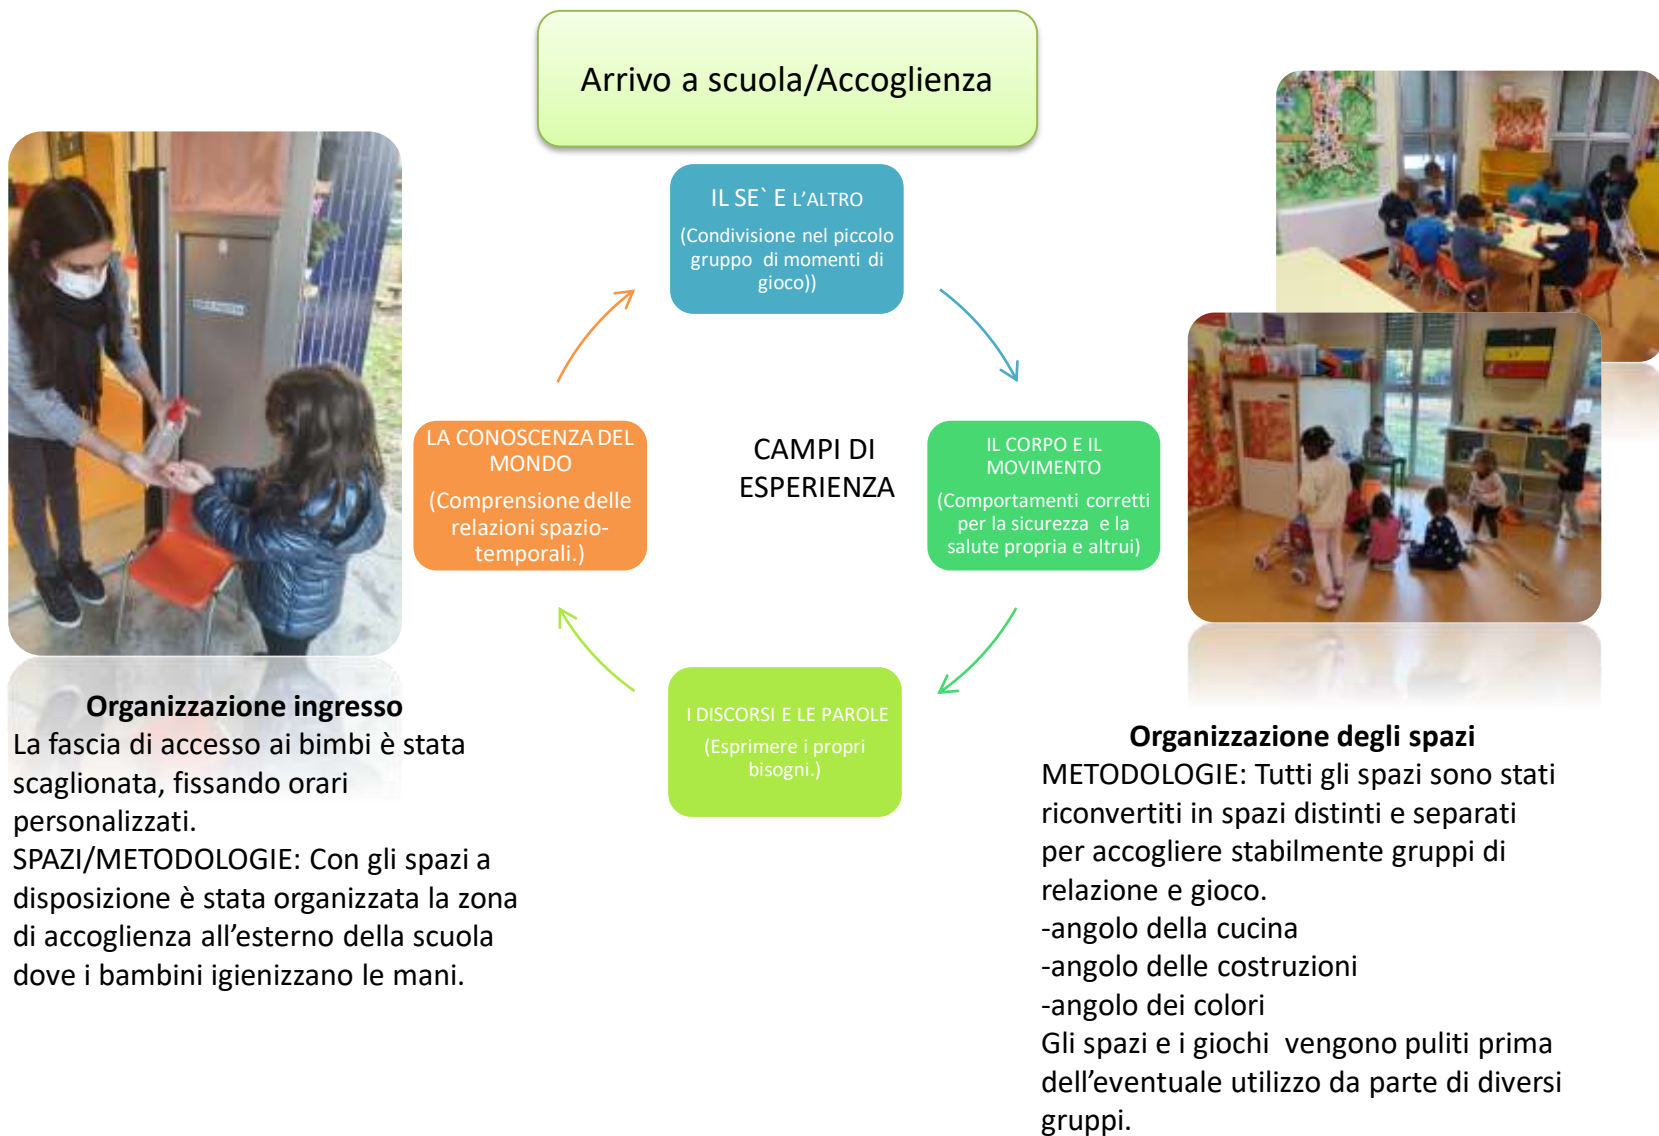 Arrivo a scuola/Accoglienza
IL SE` E L’ALTRO
(Condivisione nel piccolo
gruppo di momenti di
gioco))
IL CORPO E IL
MOVIMENTO
(Comportamenti corretti
per la sicurezza e la
salute propria e altrui)
I DISCORSI E LE PAROLE
(Esprimere i propri
bisogni.)
LA CONOSCENZA DEL
MONDO
(Comprensione delle
relazioni spazio-
temporali.)
CAMPI DI
ESPERIENZA
Organizzazione ingresso
La fascia di accesso ai bimbi è stata
scaglionata, fissando orari
personalizzati.
SPAZI/METODOLOGIE: Con gli spazi a
disposizione è stata organizzata la zona
di accoglienza all’esterno della scuola
dove i bambini igienizzano le mani.
Organizzazione degli spazi
METODOLOGIE: Tutti gli spazi sono stati
riconvertiti in spazi distinti e separati
per accogliere stabilmente gruppi di
relazione e gioco.
-angolo della cucina
-angolo delle costruzioni
-angolo dei colori
Gli spazi e i giochi vengono puliti prima
dell’eventuale utilizzo da parte di diversi
gruppi.